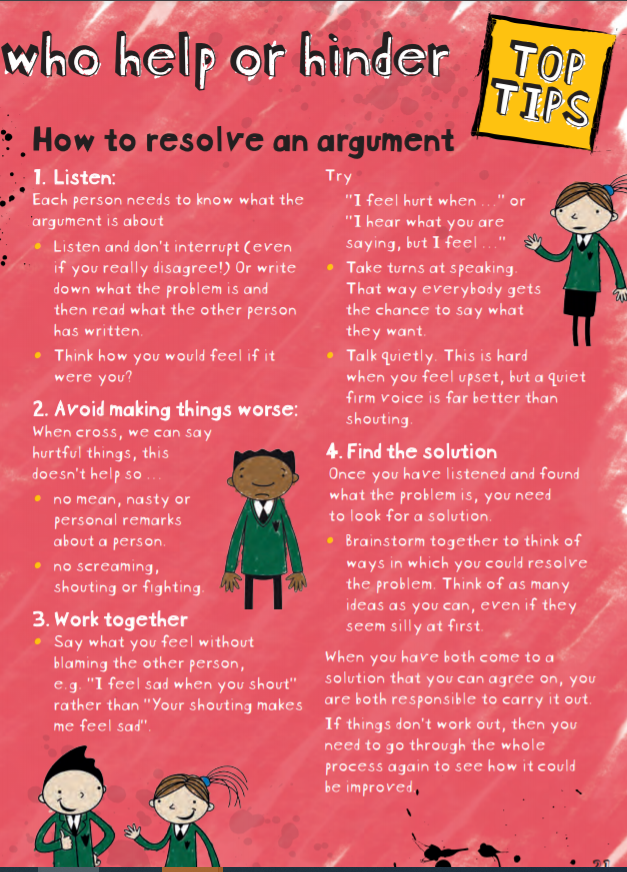 who help or hinder
TOP
TIPS
How to resolve an argument
1. Listen:
Each person needs to know what the
argument is about
• Listen and don't interrupt (even
if you really disagree!) Or write
down what the problem is and
then read what the other person
has written.
• Think how you would feel if it
were you?
2. Avoid making things worse:
When cross, we can say
hurtful things, this
doesn't help so ...
• no mean, nasty or
personal remarks
about a person.
• no screaming,
shouting or fighting.
3. Work together
• Say what you feel without
blaming the other person,
e.g. "I feel sad when you shout"
rather than "Your shouting makes
me feel sad".
Try
"I feel hurt when ..." or
"I hear what you are
saying, but I feel ..."
• Take turns at speaking.
That way everybody gets
the chance to say what
they want.
• Talk quietly. This is hard
when you feel upset, but a quiet
firm voice is far better than
shouting.
4. Find the solution
Once you have listened and found
what the problem is, you need
to look for a solution.
• Brainstorm together to think of
ways in which you could resolve
the problem. Think of as many
ideas as you can, even if they
seem silly at first.
When you have both come to a
solution that you can agree on, you
are both responsible to carry it out.
If things don't work out, then you
need to go through the whole
process again to see how it could
be improved.